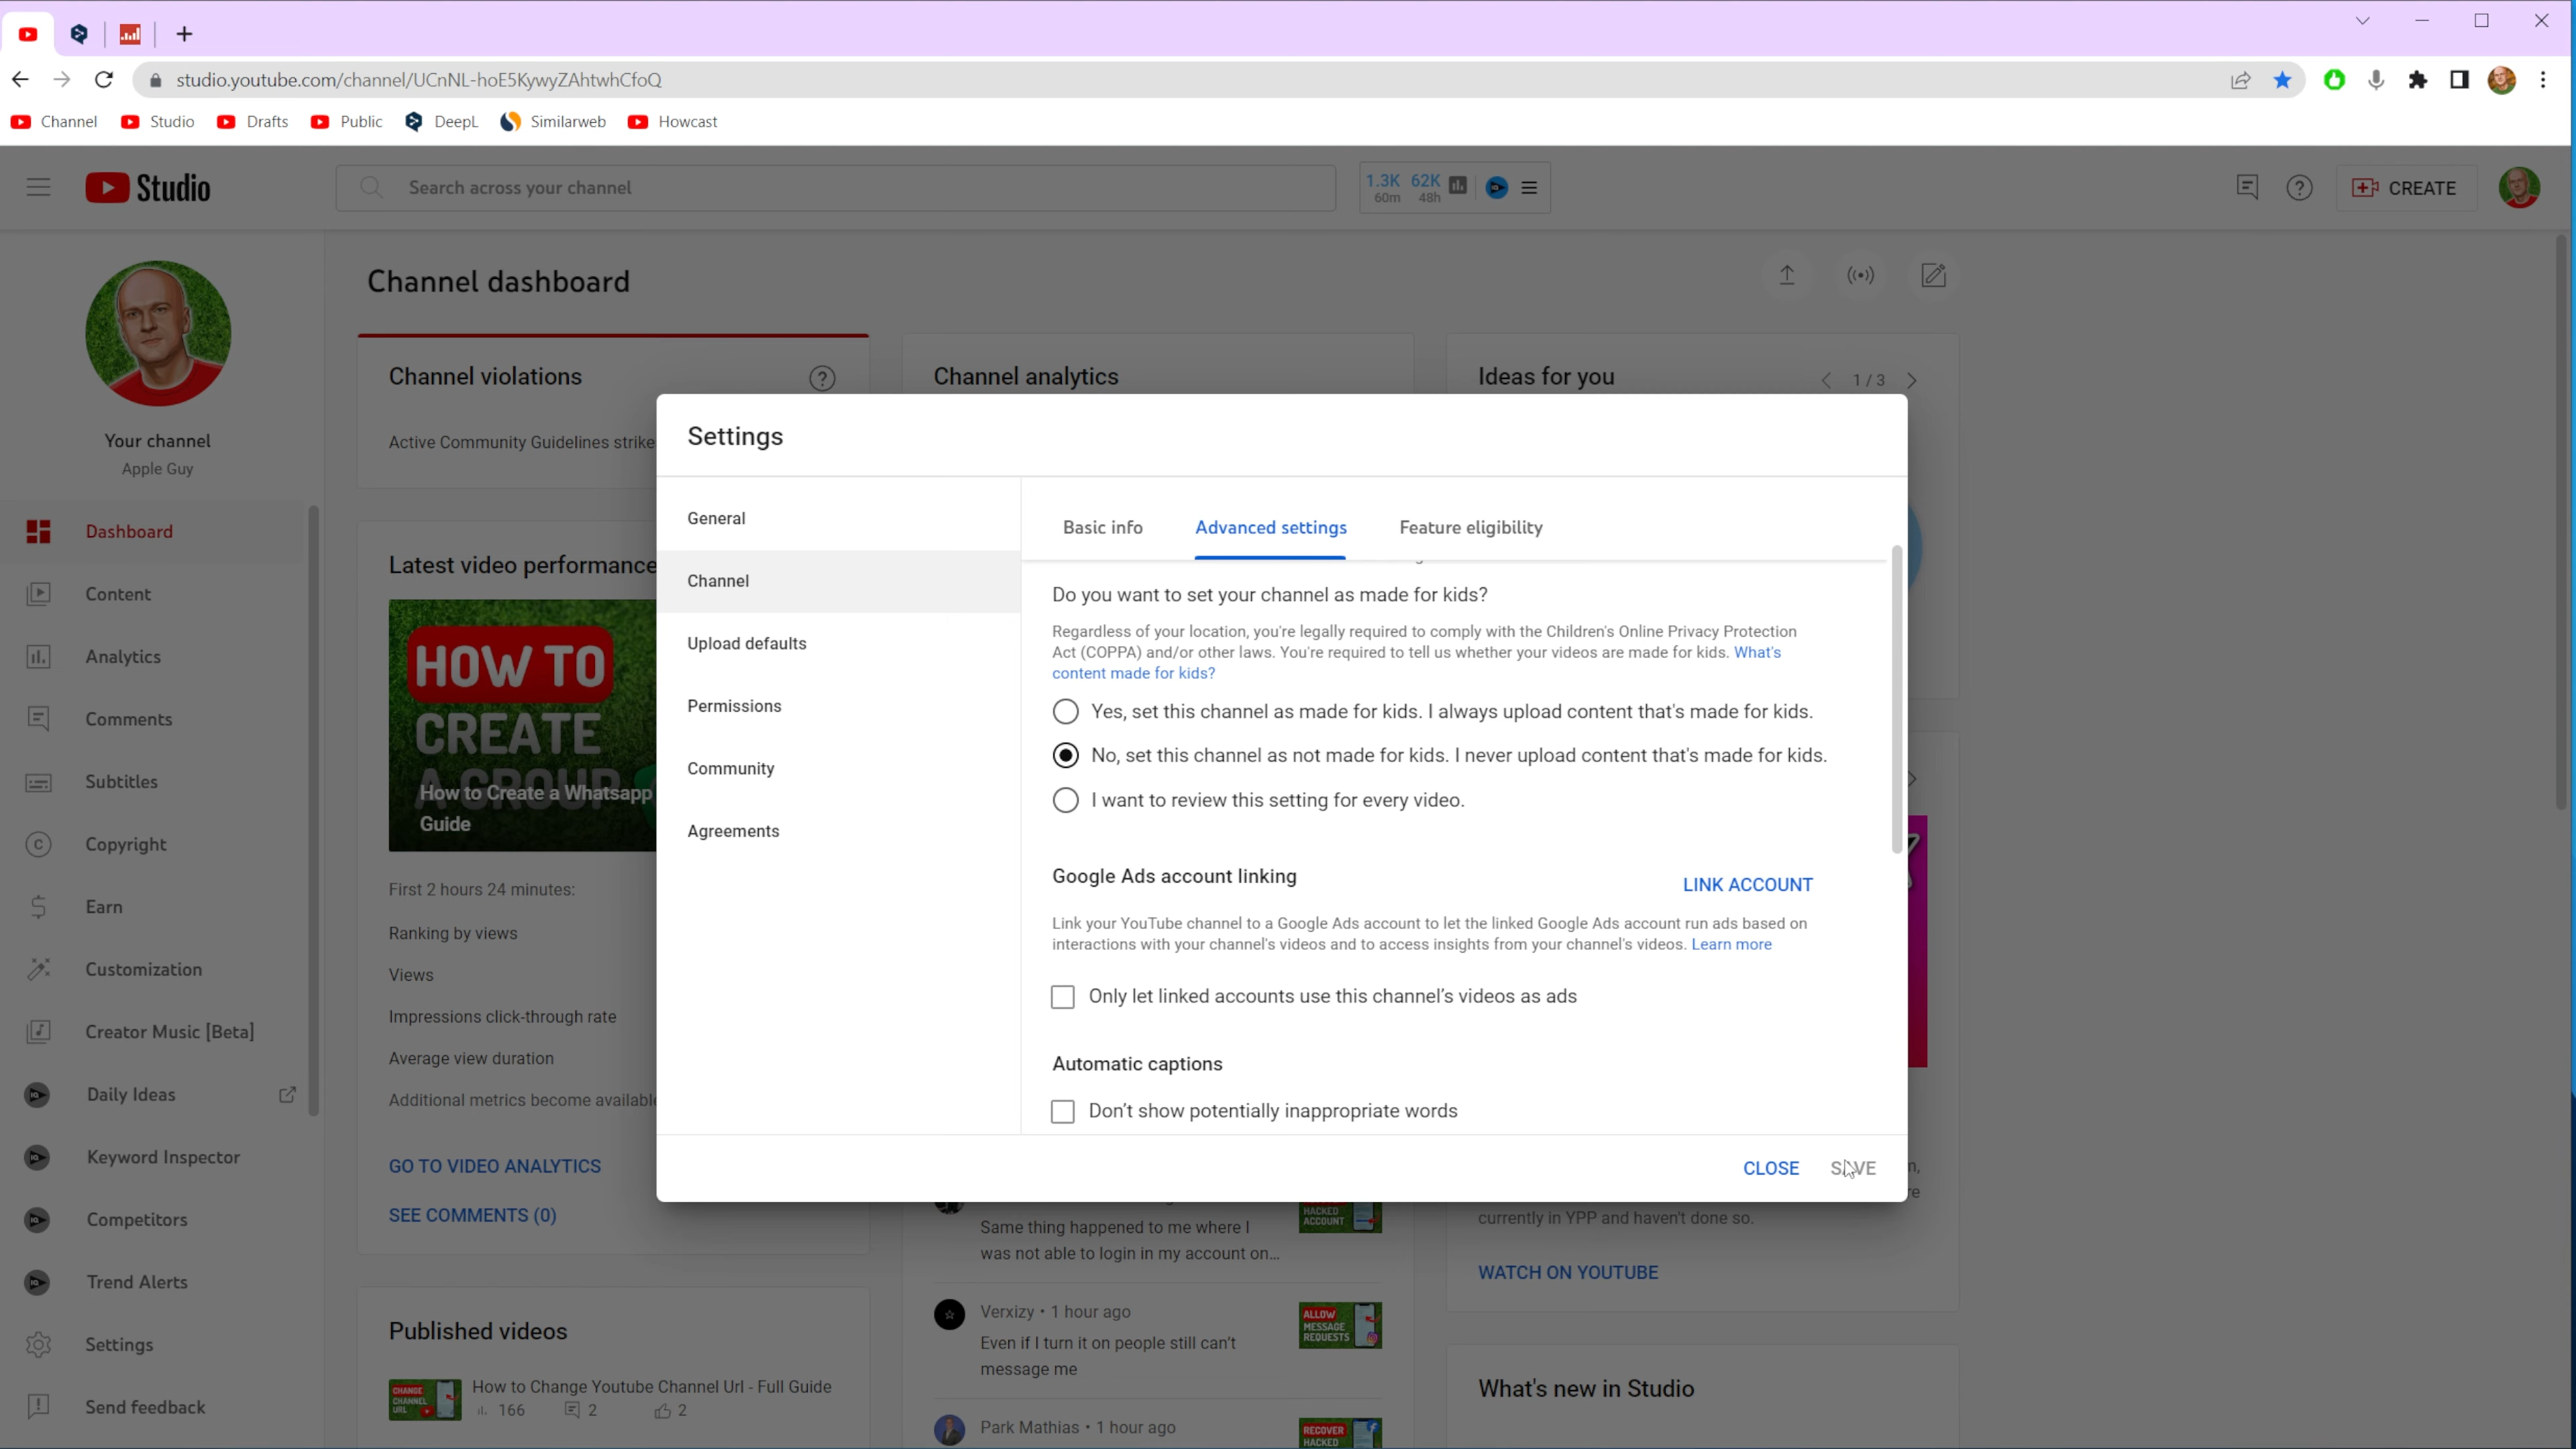 studio.youtube.com/channel/UCnNL-hoE5KywyZAhtwhCfoQ
Channel Studio Drafts Public DeepL Similarweb Howcast
Studio
Search across your channel
1.3K 62K
60m 48h
CREATE
Your channel
Apple Guy
Dashboard
Content
Analytics
Comments
Subtitles
Copyright
Earn
Customization
Creator Music [Beta]
Daily Ideas
Keyword Inspector
Competitors
Trend Alerts
Settings
Send feedback
Channel dashboard
Channel violations
Active Community Guidelines strike
Latest video performance
HOW TO
CREATE
A GROUP
How to Create a Whatsapp
Guide
First 2 hours 24 minutes:
Ranking by views
Views
Impressions click-through rate
Average view duration
Additional metrics become available
GO TO VIDEO ANALYTICS
SEE COMMENTS (0)
Published videos
CHANGE
CHANNEL
URL
How to Change Youtube Channel Url - Full Guide
166 2 2
Channel analytics
Ideas for you
1 / 3
Settings
General
Channel
Upload defaults
Permissions
Community
Agreements
Basic info
Advanced settings
Feature eligibility
Do you want to set your channel as made for kids?
Regardless of your location, you're legally required to comply with the Children's Online Privacy Protection
Act (COPPA) and/or other laws. You're required to tell us whether your videos are made for kids. What's
content made for kids?
Yes, set this channel as made for kids. I always upload content that's made for kids.
No, set this channel as not made for kids. I never upload content that's made for kids.
I want to review this setting for every video.
Google Ads account linking
LINK ACCOUNT
Link your YouTube channel to a Google Ads account to let the linked Google Ads account run ads based on
interactions with your channel's videos and to access insights from your channel's videos. Learn more
Only let linked accounts use this channel's videos as ads
Automatic captions
Don't show potentially inappropriate words
CLOSE
SAVE
Same thing happened to me where I
was not able to login in my account on...
HACKED
ACCOUNT
Verxizy • 1 hour ago
Even if I turn it on people still can't
message me
ALLOW
MESSAGE
REQUESTS
Park Mathias • 1 hour ago
RECOVER
HACKED
currently in YPP and haven't done so.
WATCH ON YOUTUBE
What's new in Studio